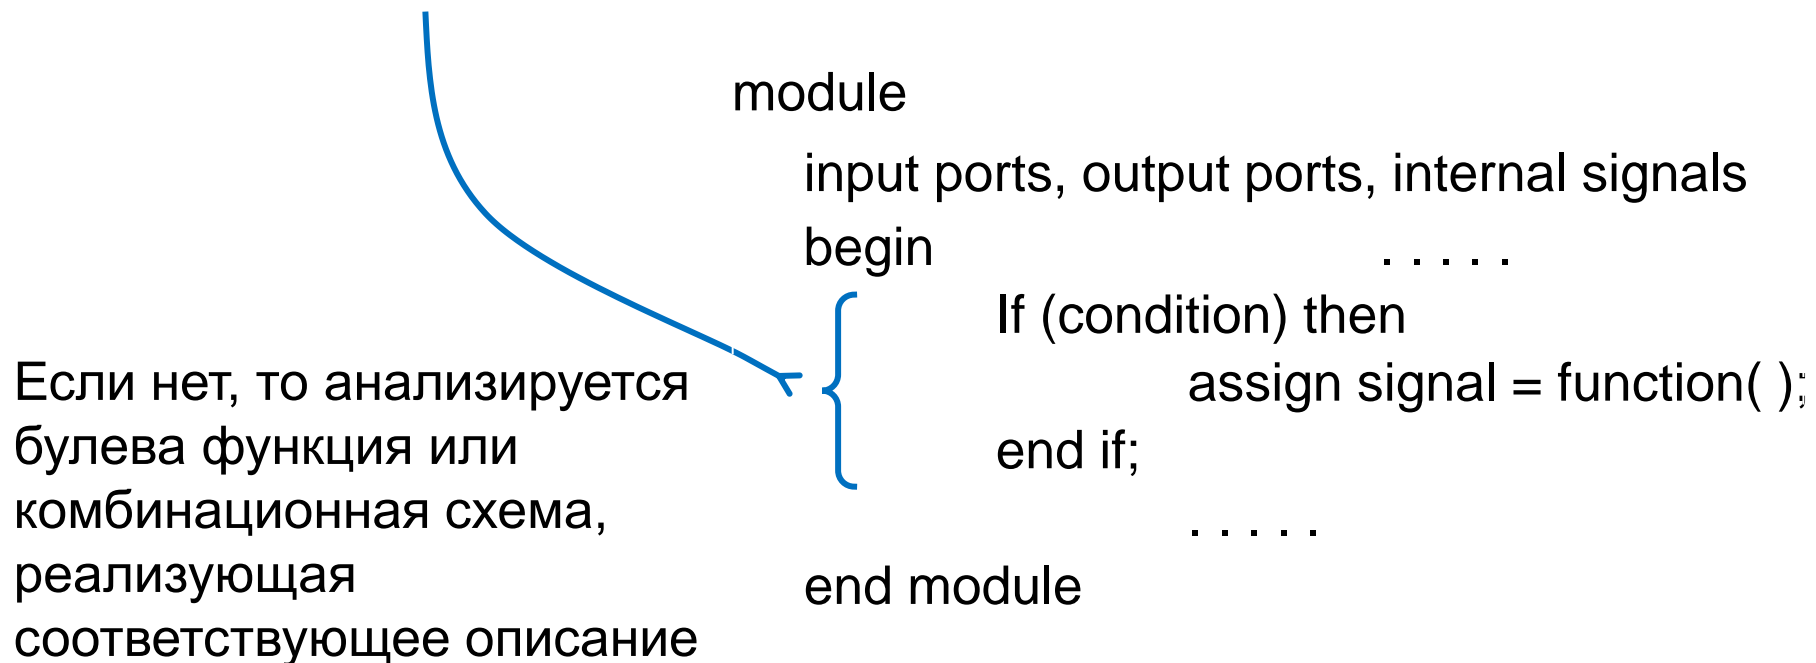 module
input ports, output ports, internal signals
begin . . . . .
If (condition) then
assign signal = function( );
end if;
. . . . .
end module
Если нет, то анализируется
булева функция или
комбинационная схема,
реализующая
соответствующее описание